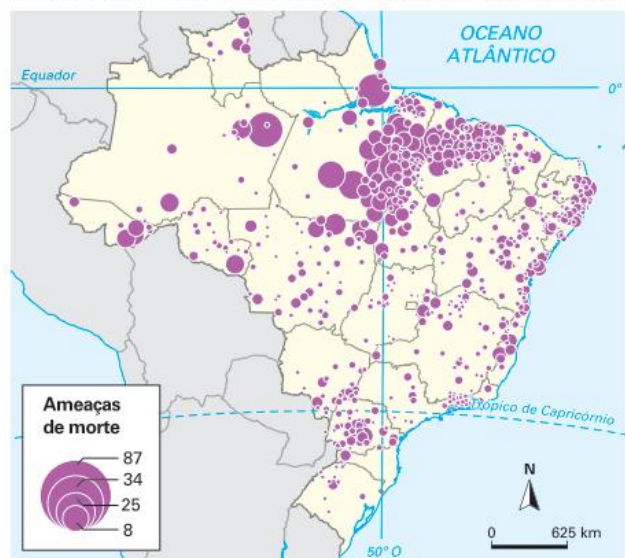 OCEANO
ATLÂNTICO
Equador
0°
Trópico de Capricórnio
Ameaças
de morte
87
34
25
8
N
0 625 km
50° O